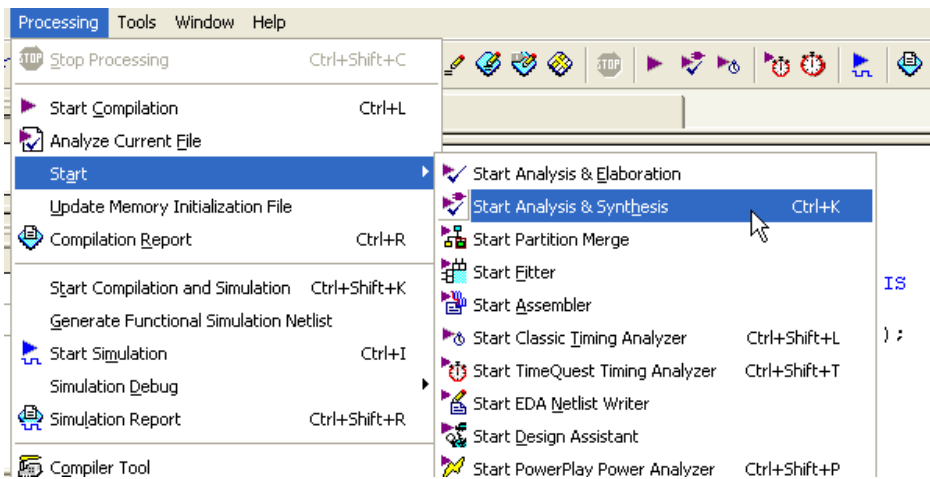 Processing Tools Window Help
Stop Processing Ctrl+Shift+C
STOP
Start Compilation Ctrl+L
Analyze Current File
Start
Update Memory Initialization File
Compilation Report Ctrl+R
Start Compilation and Simulation Ctrl+Shift+K
Generate Functional Simulation Netlist
Start Simulation Ctrl+I
Simulation Debug
Simulation Report Ctrl+Shift+R
Compiler Tool
Start Analysis & Elaboration
Start Analysis & Synthesis Ctrl+K
Start Partition Merge
Start Fitter
Start Assembler
Start Classic Timing Analyzer Ctrl+Shift+L
Start TimeQuest Timing Analyzer Ctrl+Shift+T
Start EDA Netlist Writer
Start Design Assistant
Start PowerPlay Power Analyzer Ctrl+Shift+P
IS
);